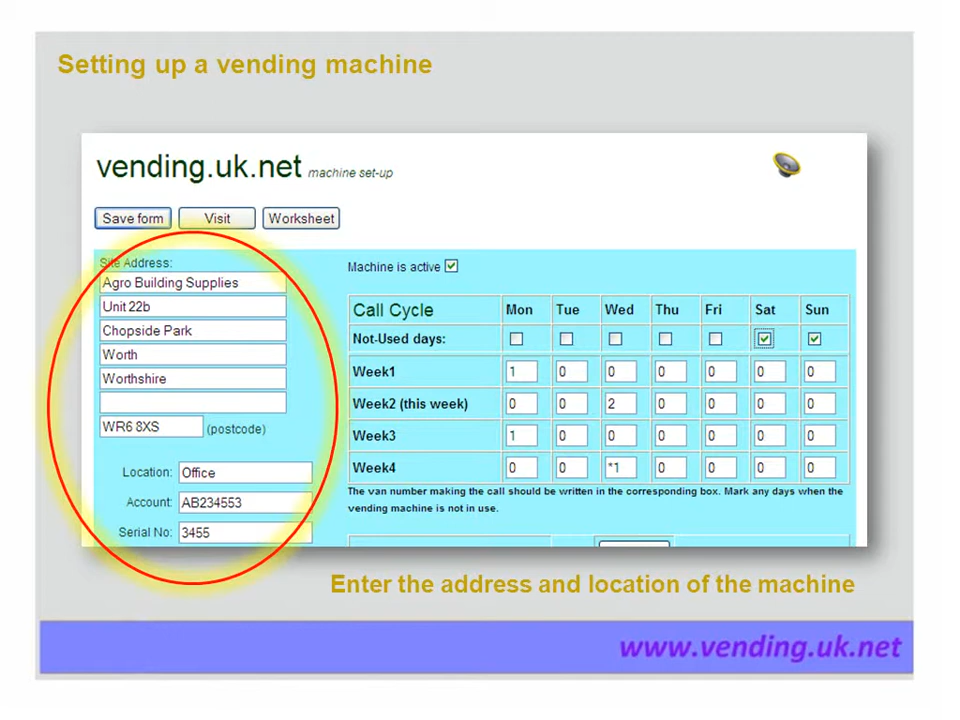 Setting up a vending machine
vending.uk.net machine set-up
Save form Visit Worksheet
Site Address:
Agro Building Supplies
Unit 22b
Chopside Park
Worth
Worthshire
WR6 8XS (postcode)
Location: Office
Account: AB234553
Serial No: 3455
Machine is active
Call Cycle Mon Tue Wed Thu Fri Sat Sun
Not-Used days:
Week1 1 0 0 0 0 0 0
Week2 (this week) 0 0 2 0 0 0 0
Week3 1 0 0 0 0 0 0
Week4 0 0 *1 0 0 0 0
The van number making the call should be written in the corresponding box. Mark any days when the
vending machine is not in use.
Enter the address and location of the machine
www.vending.uk.net